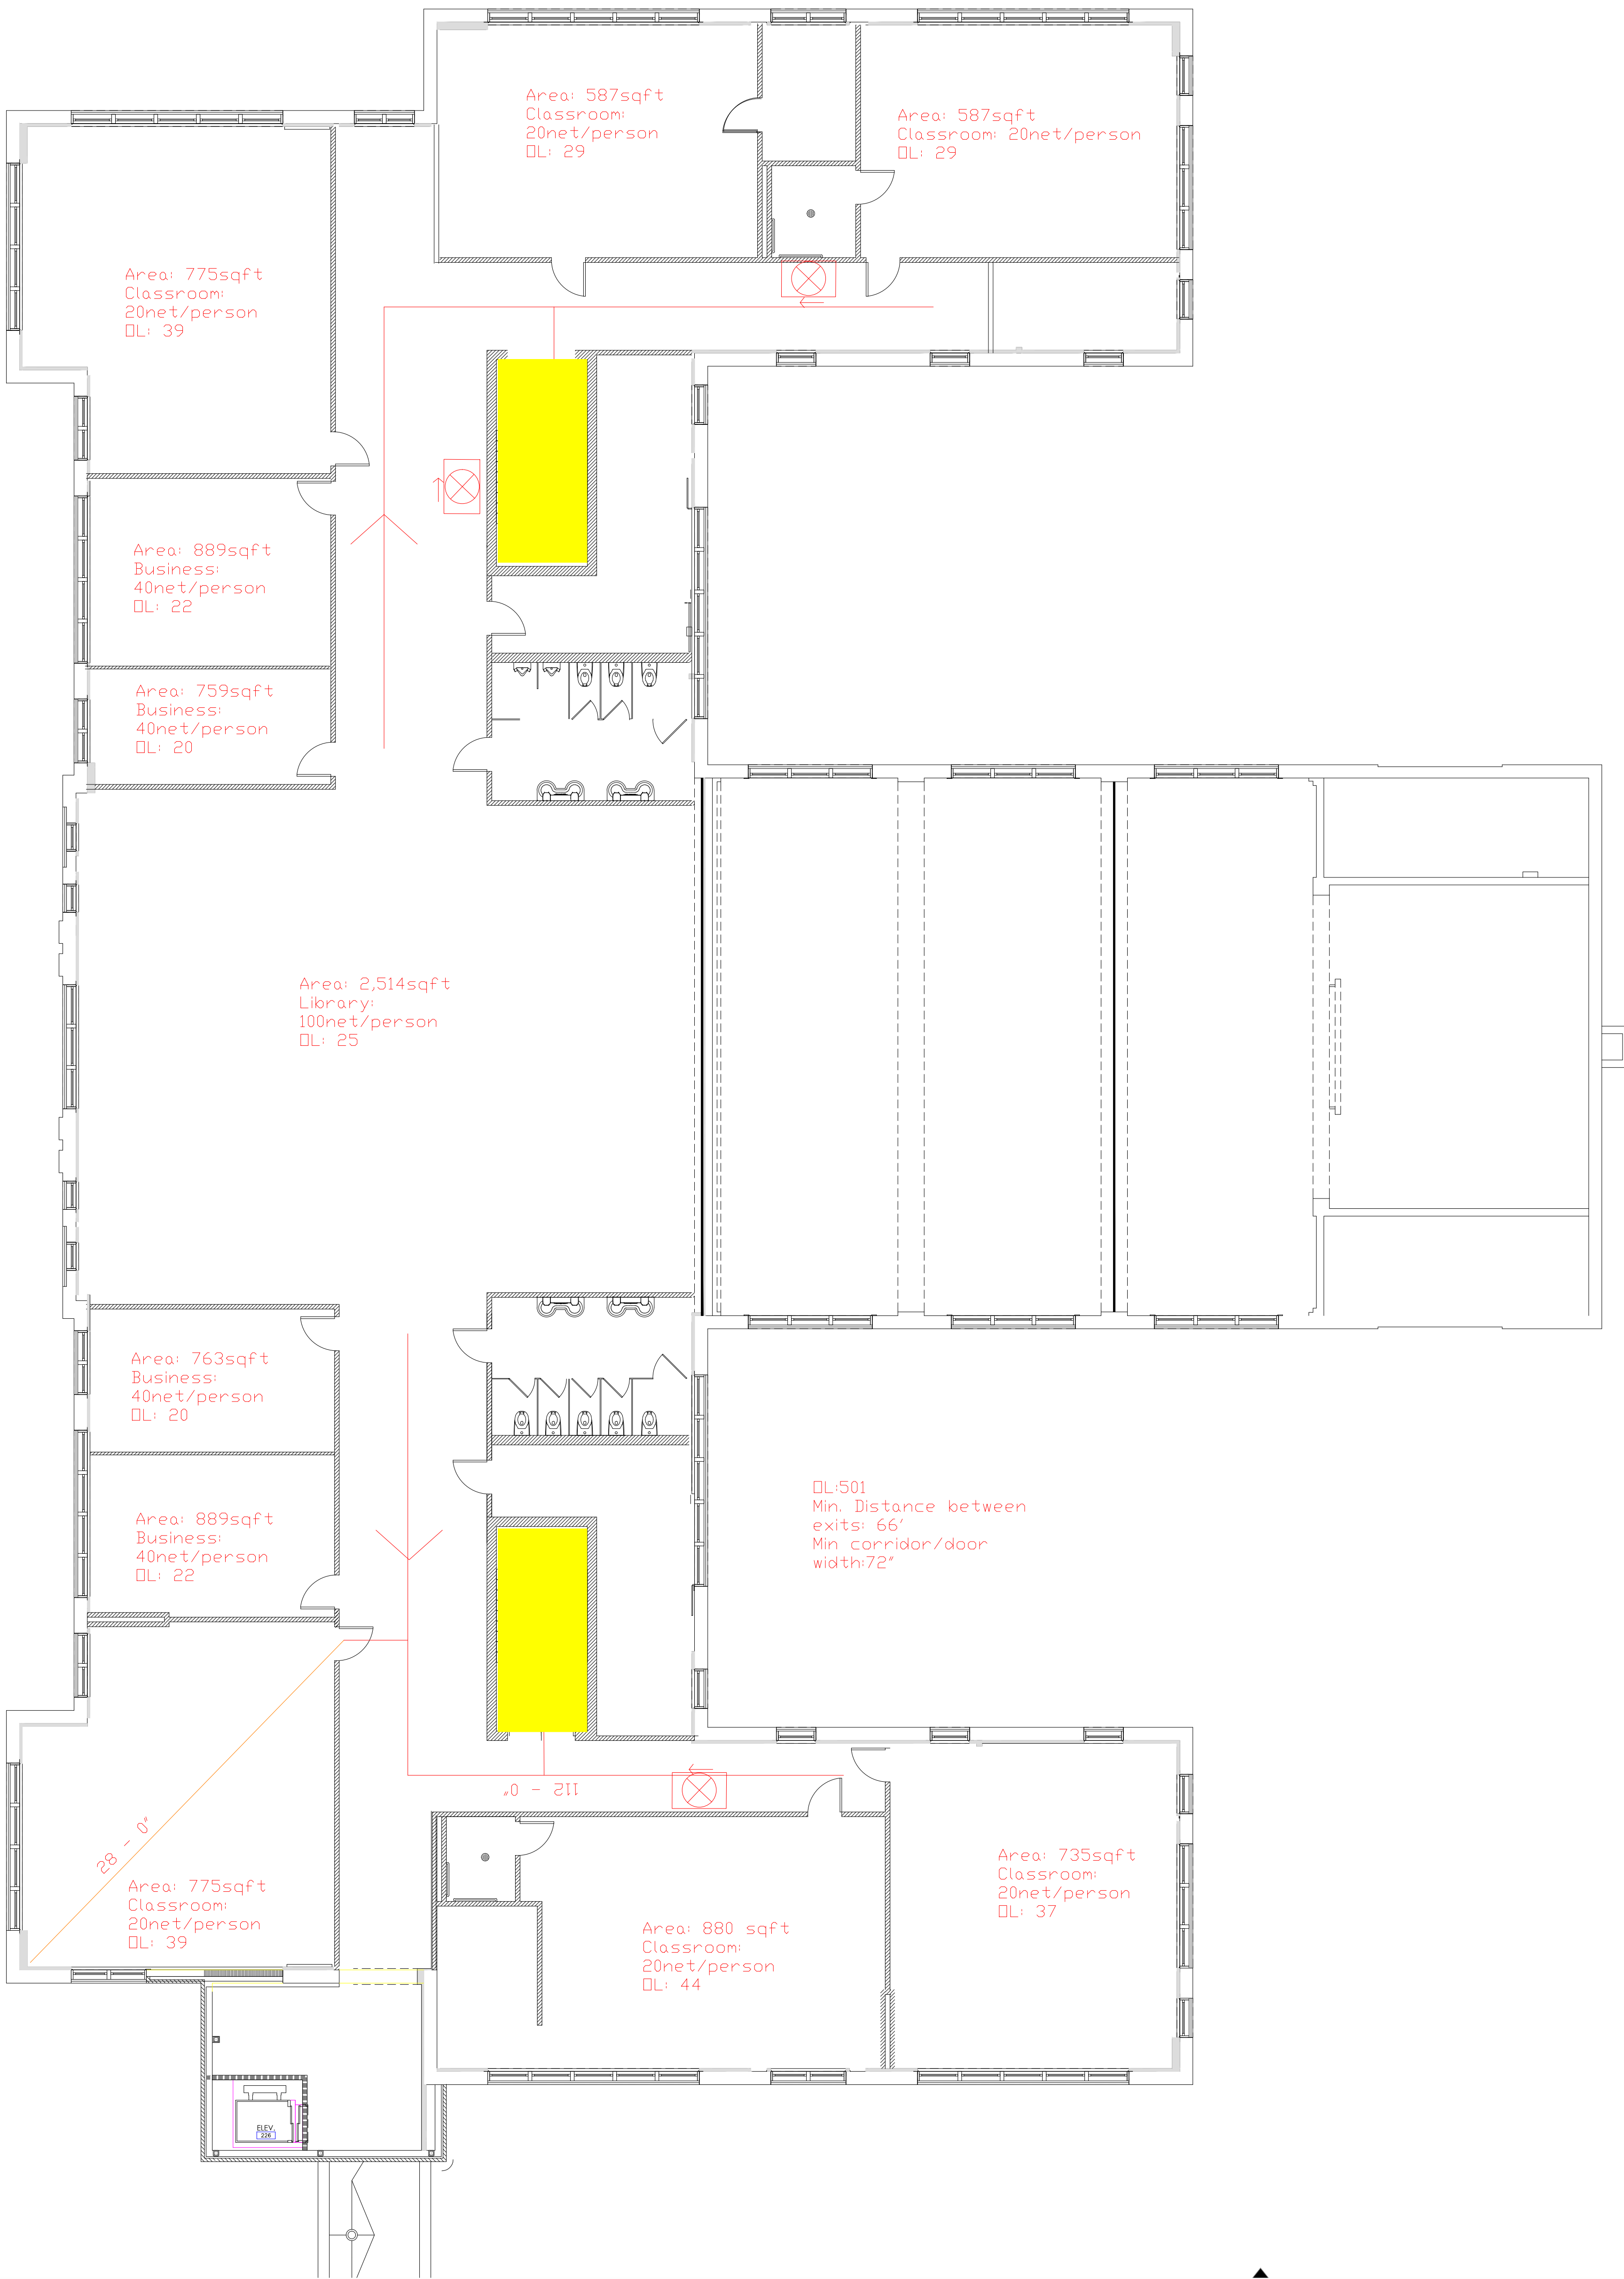 Area: 587sqft
Classroom:
20net/person
OL: 29
Area: 587sqft
Classroom: 20net/person
OL: 29
Area: 775sqft
Classroom:
20net/person
OL: 39
Area: 889sqft
Business:
40net/person
OL: 22
Area: 759sqft
Business:
40net/person
OL: 20
Area: 2,514sqft
Library:
100net/person
OL: 25
Area: 763sqft
Business:
40net/person
OL: 20
Area: 889sqft
Business:
40net/person
OL: 22
OL:501
Min. Distance between
exits: 66'
Min corridor/door
width:72"
112 - 0"
28 - 0"
Area: 775sqft
Classroom:
20net/person
OL: 39
Area: 880 sqft
Classroom:
20net/person
OL: 44
Area: 735sqft
Classroom:
20net/person
OL: 37
ELEV.
226